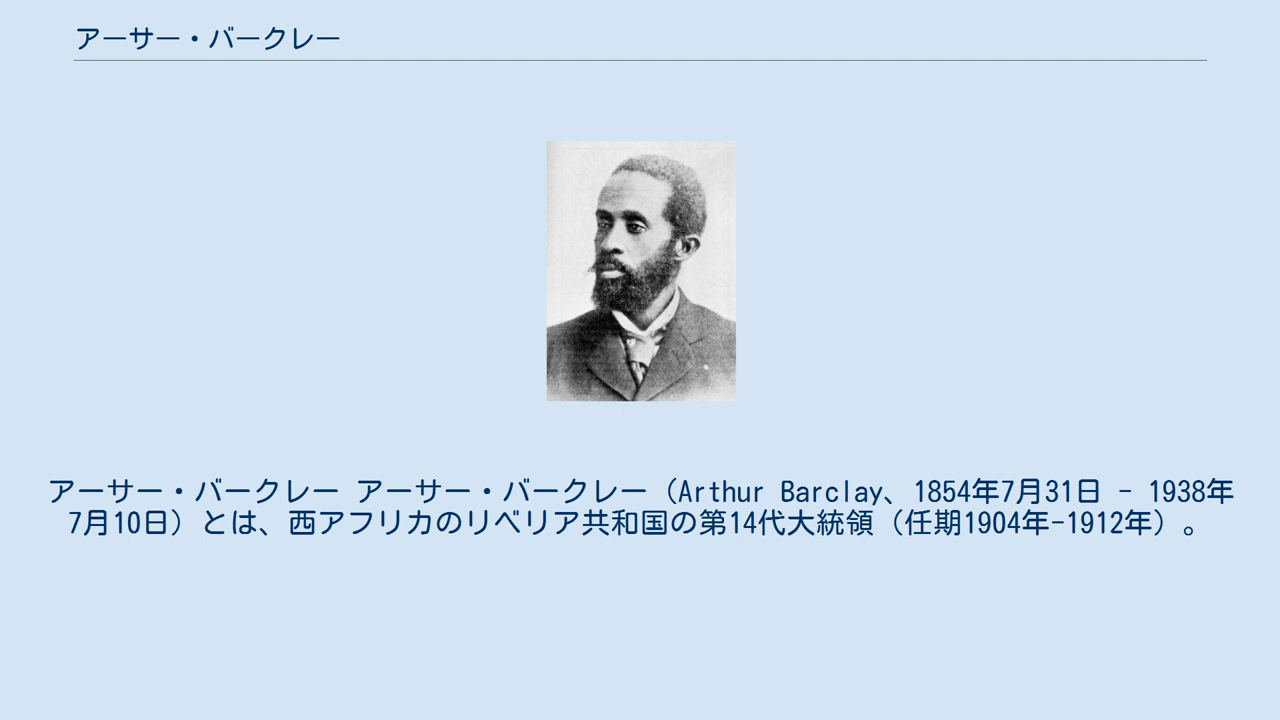 アーサー・バークレー
アーサー・バークレー アーサー・バークレー（Arthur Barclay、1854年7月31日 - 1938年
7月10日）とは、西アフリカのリベリア共和国の第14代大統領（任期1904年-1912年）。